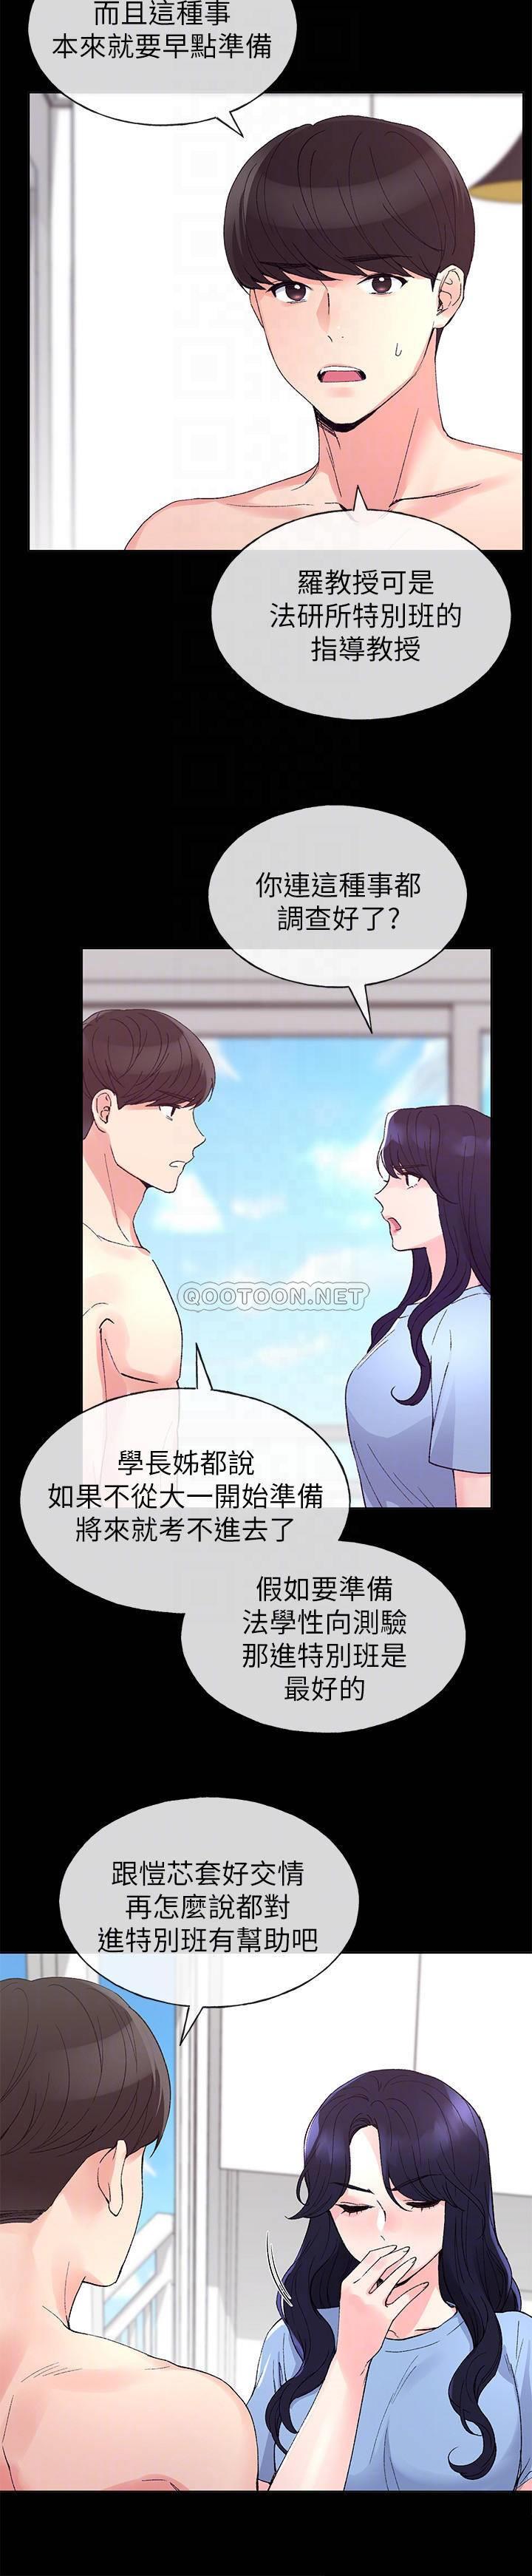 而且這種事
本來就要早點準備
羅教授可是
法研所特別班的
指導教授
你連這種事都
調查好了?
QOOTOON.NET
學長姊都說
如果不從大一開始準備
將來就考不進去了
假如要準備
法學性向測驗
那進特別班是
最好的
跟愷芯套好交情
再怎麼說都對
進特別班有幫助吧